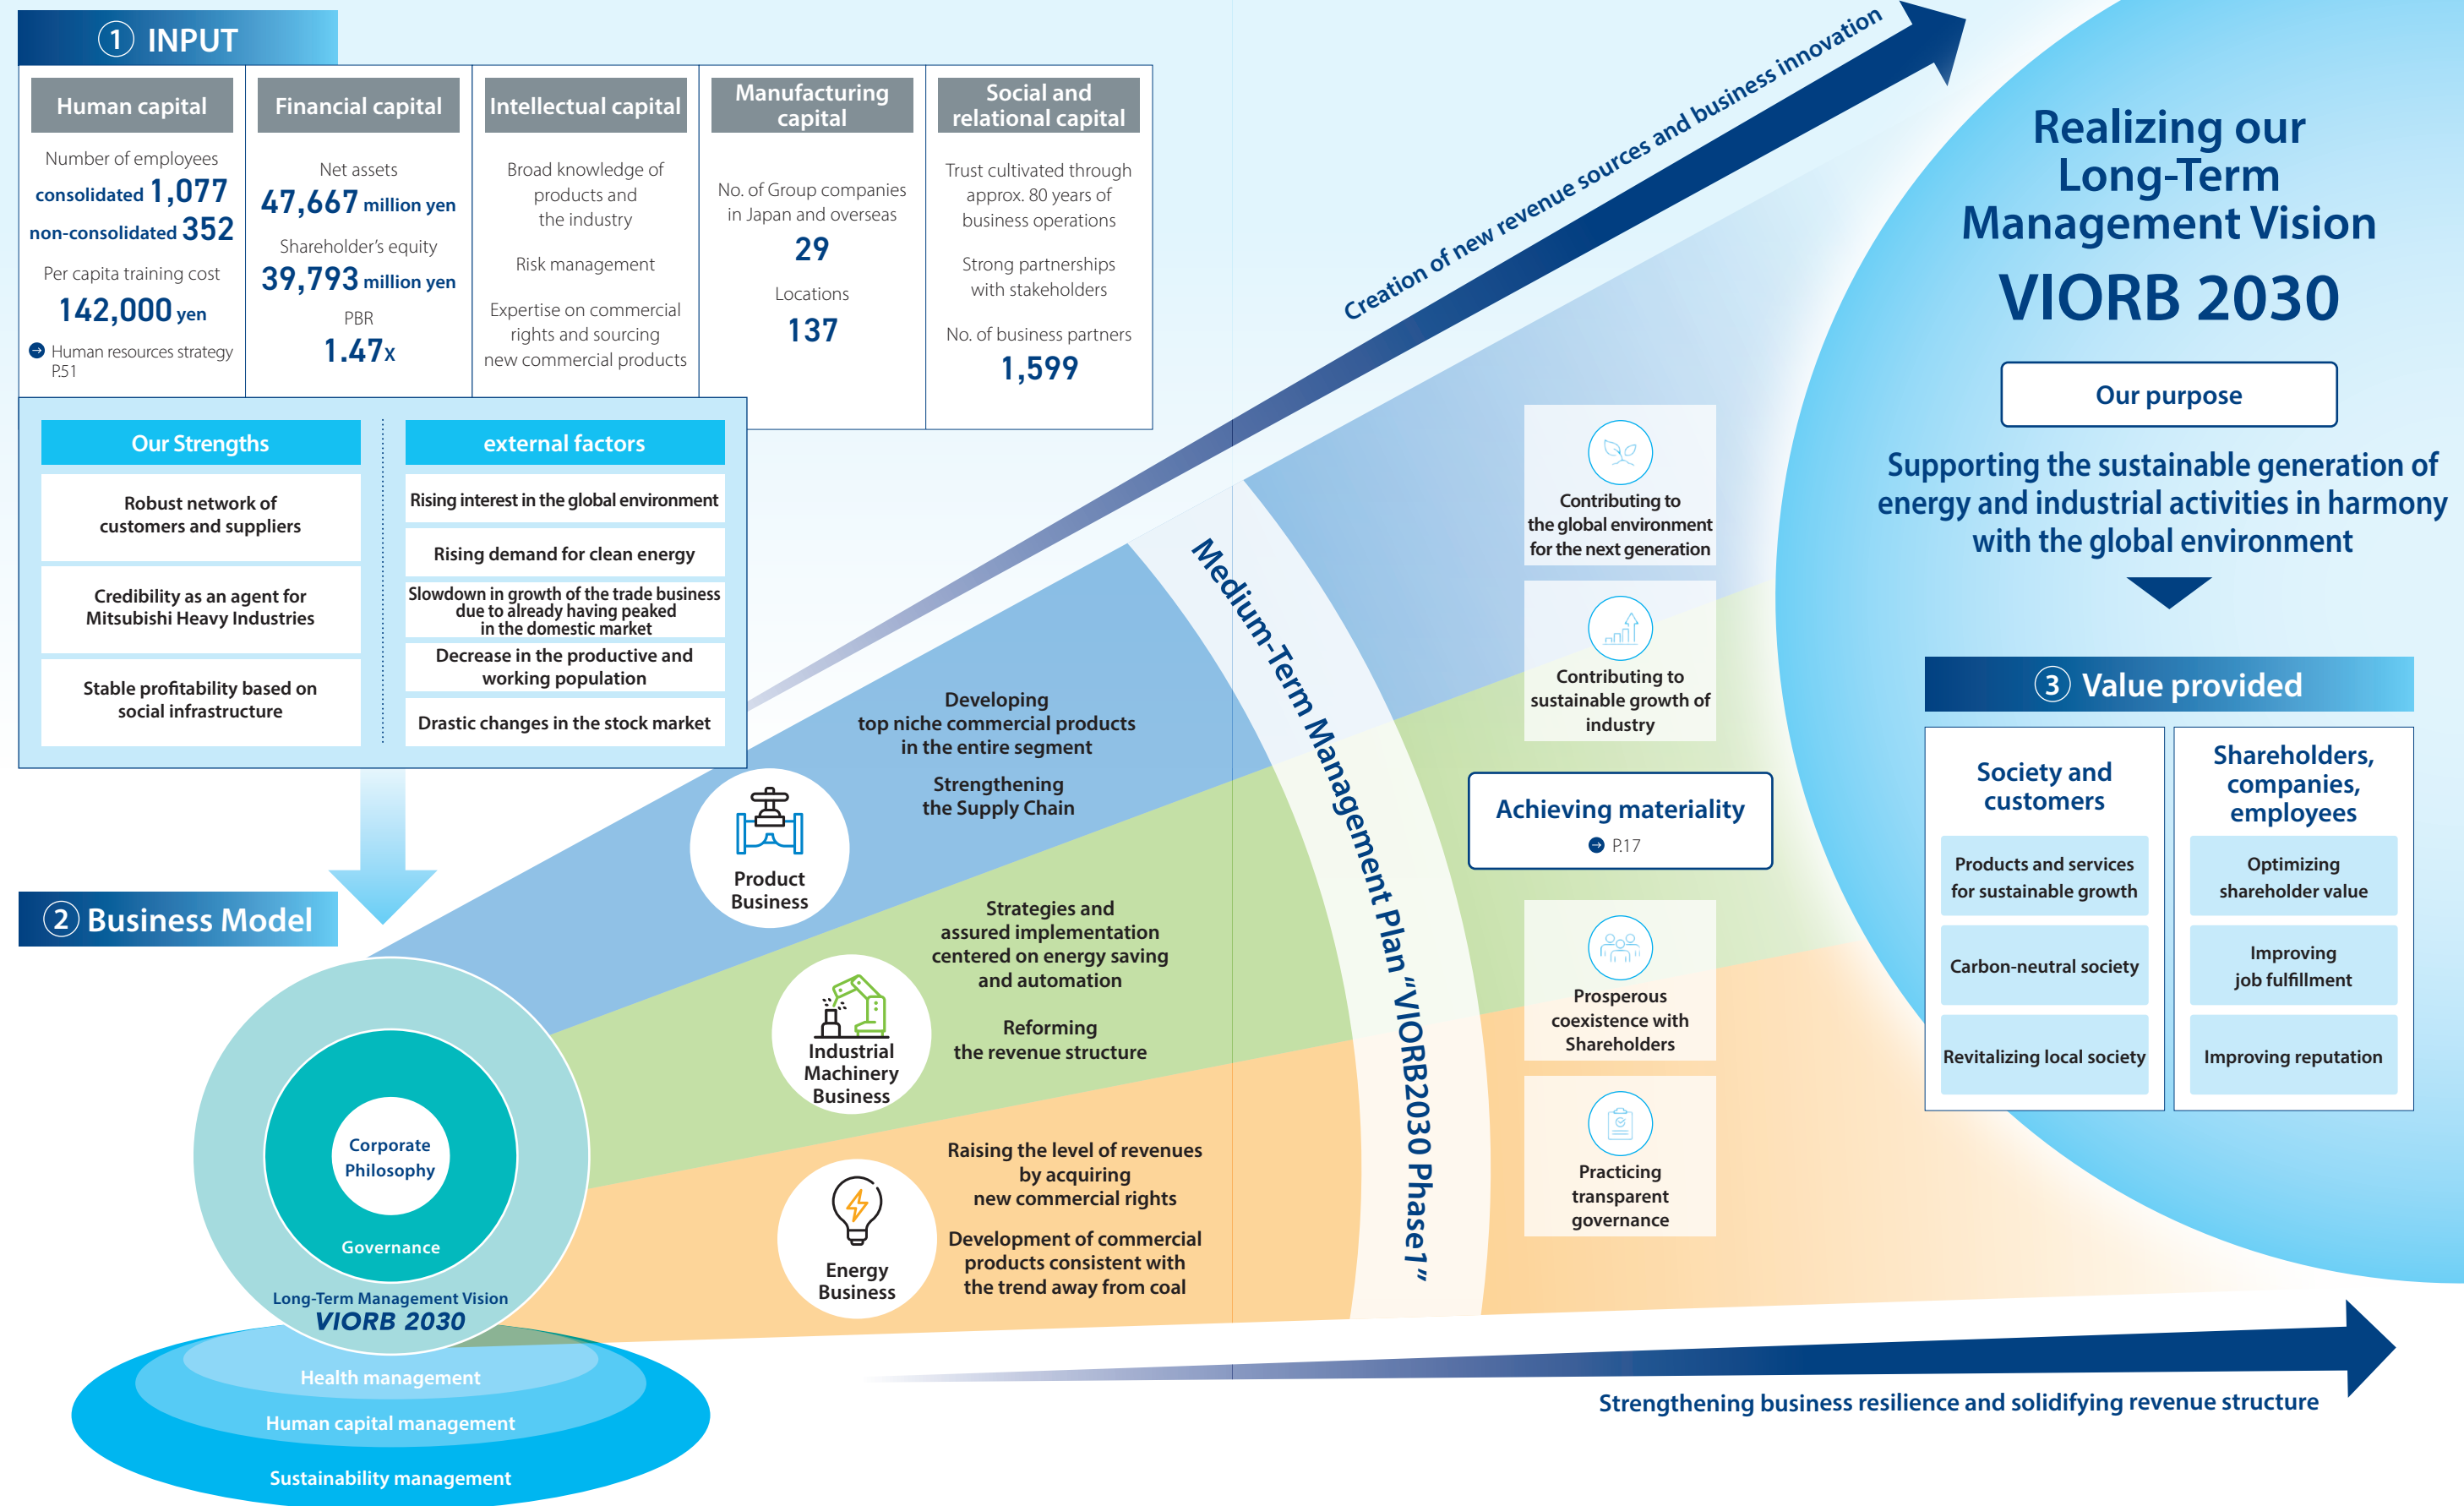 ① INPUT
Human capital
Number of employees
consolidated 1,077
non-consolidated 352
Per capita training cost
142,000 yen
Human resources strategy
P.51
Financial capital
Net assets
47,667 million yen
Shareholder's equity
39,793 million yen
PBR
1.47x
Intellectual capital
Broad knowledge of
products and
the industry
Risk management
Expertise on commercial
rights and sourcing
new commercial products
Manufacturing
capital
No. of Group companies
in Japan and overseas
29
Locations
137
Social and
relational capital
Trust cultivated through
approx. 80 years of
business operations
Strong partnerships
with stakeholders
No. of business partners
1,599
Our Strengths
Robust network of
customers and suppliers
Credibility as an agent for
Mitsubishi Heavy Industries
Stable profitability based on
social infrastructure
external factors
Rising interest in the global environment
Rising demand for clean energy
Slowdown in growth of the trade business
due to already having peaked
in the domestic market
Decrease in the productive and
working population
Drastic changes in the stock market
② Business Model
Corporate
Philosophy
Governance
Long-Term Management Vision
VIORB 2030
Health management
Human capital management
Sustainability management
Product
Business
Developing
top niche commercial products
in the entire segment
Strengthening
the Supply Chain
Industrial
Machinery
Business
Strategies and
assured implementation
centered on energy saving
and automation
Reforming
the revenue structure
Energy
Business
Raising the level of revenues
by acquiring
new commercial rights
Development of commercial
products consistent with
the trend away from coal
Medium-Term Management Plan "VIORB2030 Phase1"
Creation of new revenue sources and business innovation
Contributing to
the global environment
for the next generation
Contributing to
sustainable growth of
industry
Achieving materiality
P.17
Prosperous
coexistence with
Shareholders
Practicing
transparent
governance
Strengthening business resilience and solidifying revenue structure
Realizing our
Long-Term
Management Vision
VIORB 2030
Our purpose
Supporting the sustainable generation of
energy and industrial activities in harmony
with the global environment
③ Value provided
Society and
customers
Products and services
for sustainable growth
Carbon-neutral society
Revitalizing local society
Shareholders,
companies,
employees
Optimizing
shareholder value
Improving
job fulfillment
Improving reputation